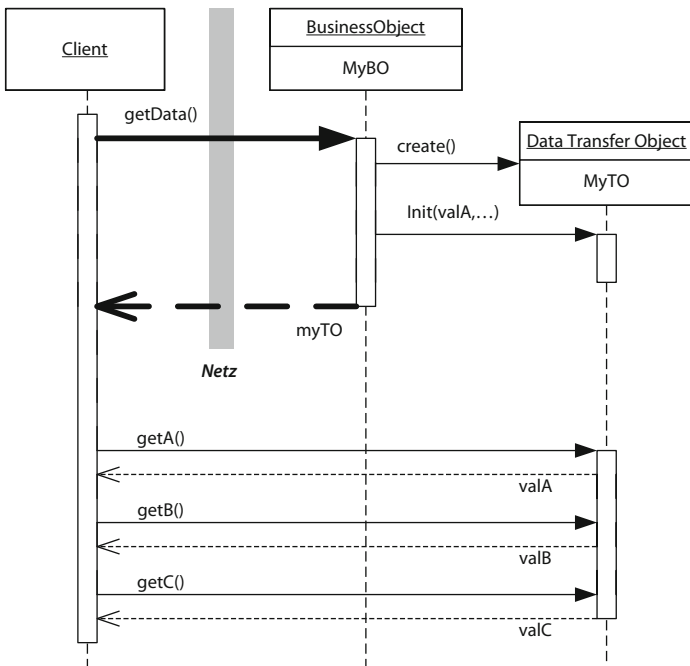 Client
BusinessObject
MyBO
getData()
create()
Data Transfer Object
MyTO
Init(valA,…)
myTO
Netz
getA()
valA
getB()
valB
getC()
valC